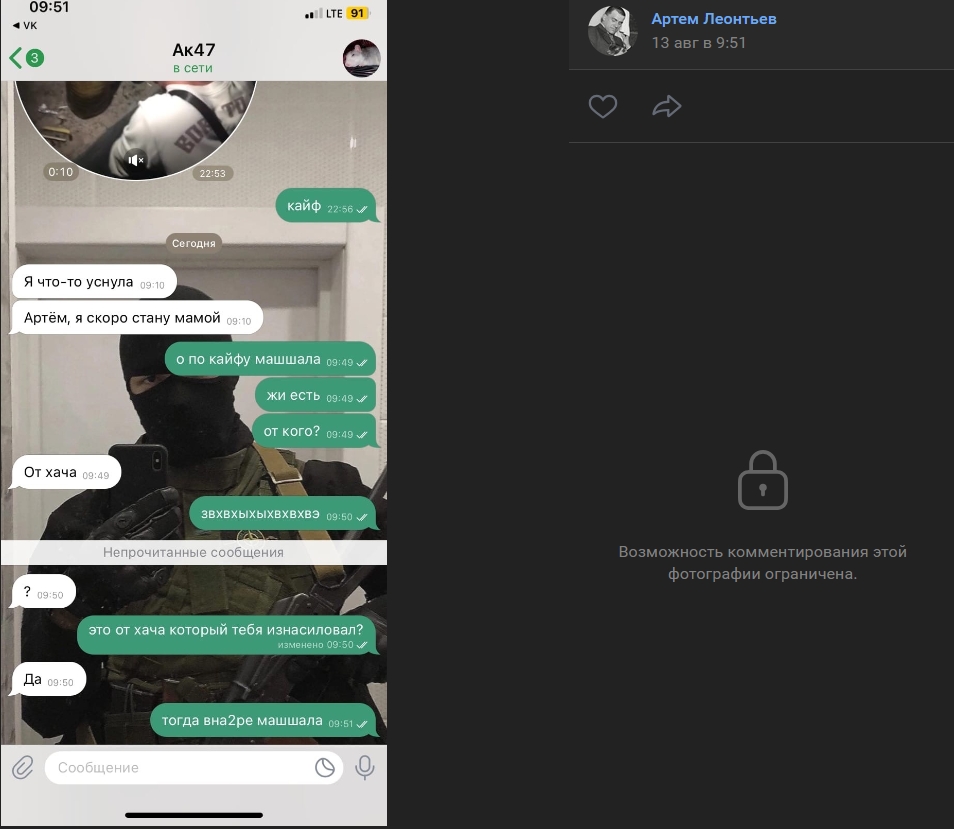 09:51
LTE 91
◄ VK
3
Ак47
в сети
0:10
22:53
кайф 22:56
Сегодня
Я что-то уснула 09:10
Артём, я скоро стану мамой 09:10
о по кайфу машшала 09:49
жи есть 09:49
от кого? 09:49
От хача 09:49
звхвхыхыхвхвхвэ 09:50
Непрочитанные сообщения
? 09:50
это от хача который тебя изнасиловал?
изменено 09:50
Да 09:50
тогда вна2ре машшала 09:51
Сообщение
Артем Леонтьев
13 авг в 9:51
Возможность комментирования этой
фотографии ограничена.